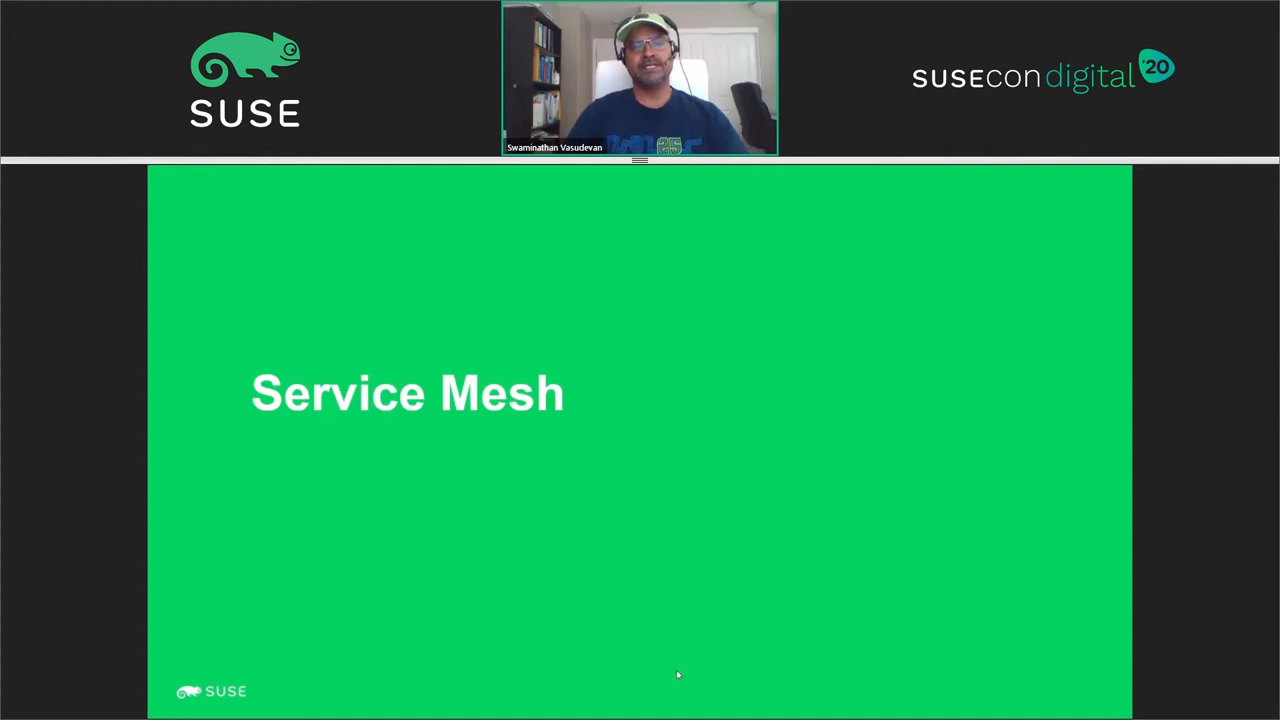 SUSE
Swaminathan Vasudevan
SUSEcon digital '20
Service Mesh
SUSE